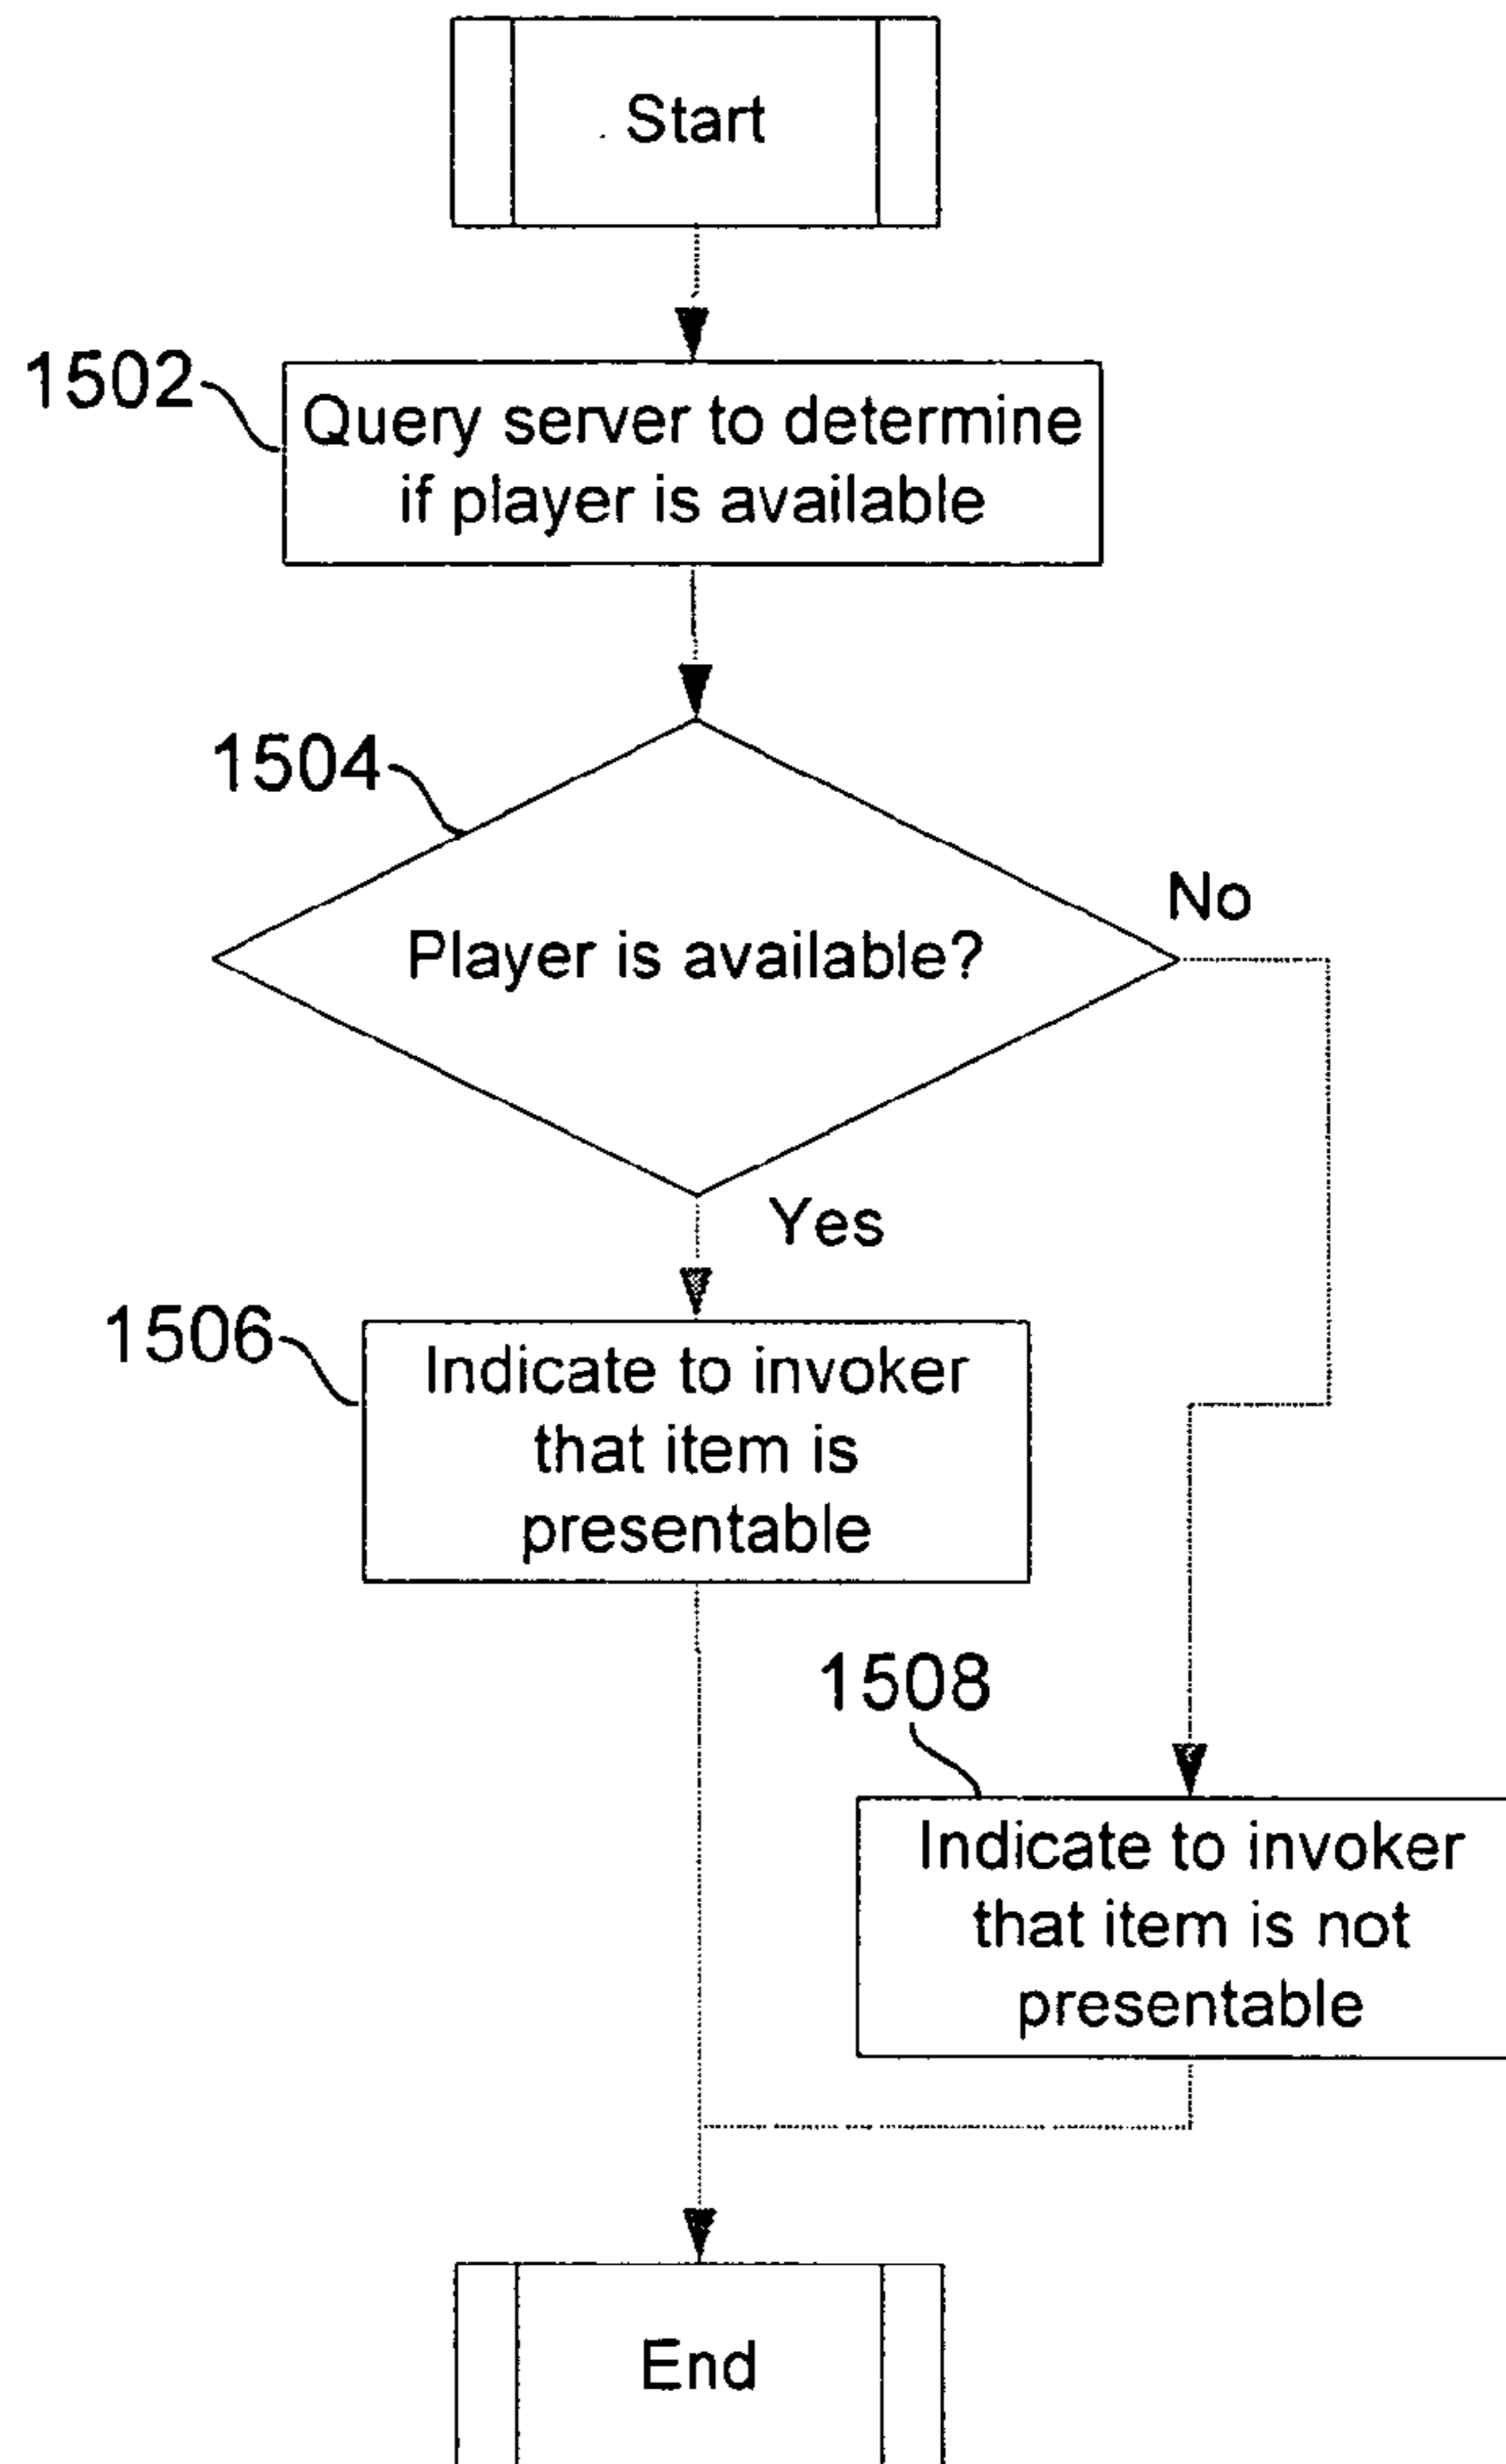 Start
1502
Query server to determine
if player is available
1504
Player is available?
No
Yes
1506
Indicate to invoker
that item is
presentable
1508
Indicate to invoker
that item is not
presentable
End